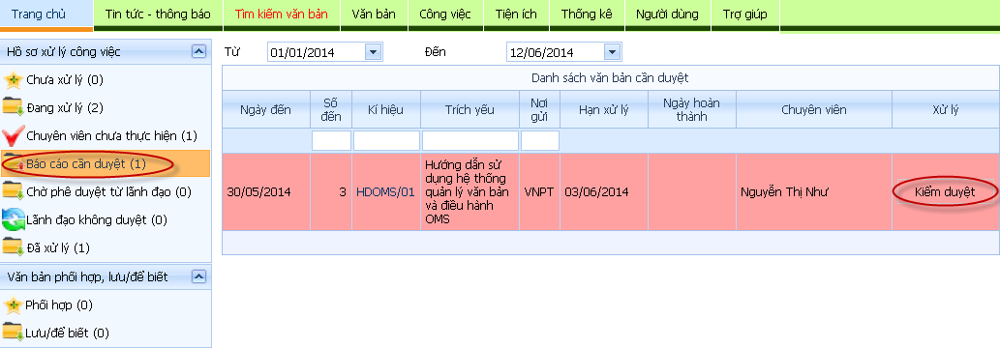 Trang chủ Tin tức - thông báo Tìm kiếm văn bản Văn bản Công việc Tiện ích Thống kê Người dùng Trợ giúp
Hồ sơ xử lý công việc
Chưa xử lý (0)
Đang xử lý (2)
Chuyên viên chưa thực hiện (1)
Báo cáo cần duyệt (1)
Chờ phê duyệt từ lãnh đạo (0)
Lãnh đạo không duyệt (0)
Đã xử lý (1)
Văn bản phối hợp, lưu/để biết
Phối hợp (0)
Lưu/để biết (0)
Từ 01/01/2014 Đến 12/06/2014
Danh sách văn bản cần duyệt
Ngày đến Số đến Kí hiệu Trích yếu Nơi gửi Hạn xử lý Ngày hoàn thành Chuyên viên Xử lý
30/05/2014 3 HDOMS/01 Hướng dẫn sử dụng hệ thống quản lý văn bản và điều hành OMS VNPT 03/06/2014 Nguyễn Thị Như Kiểm duyệt